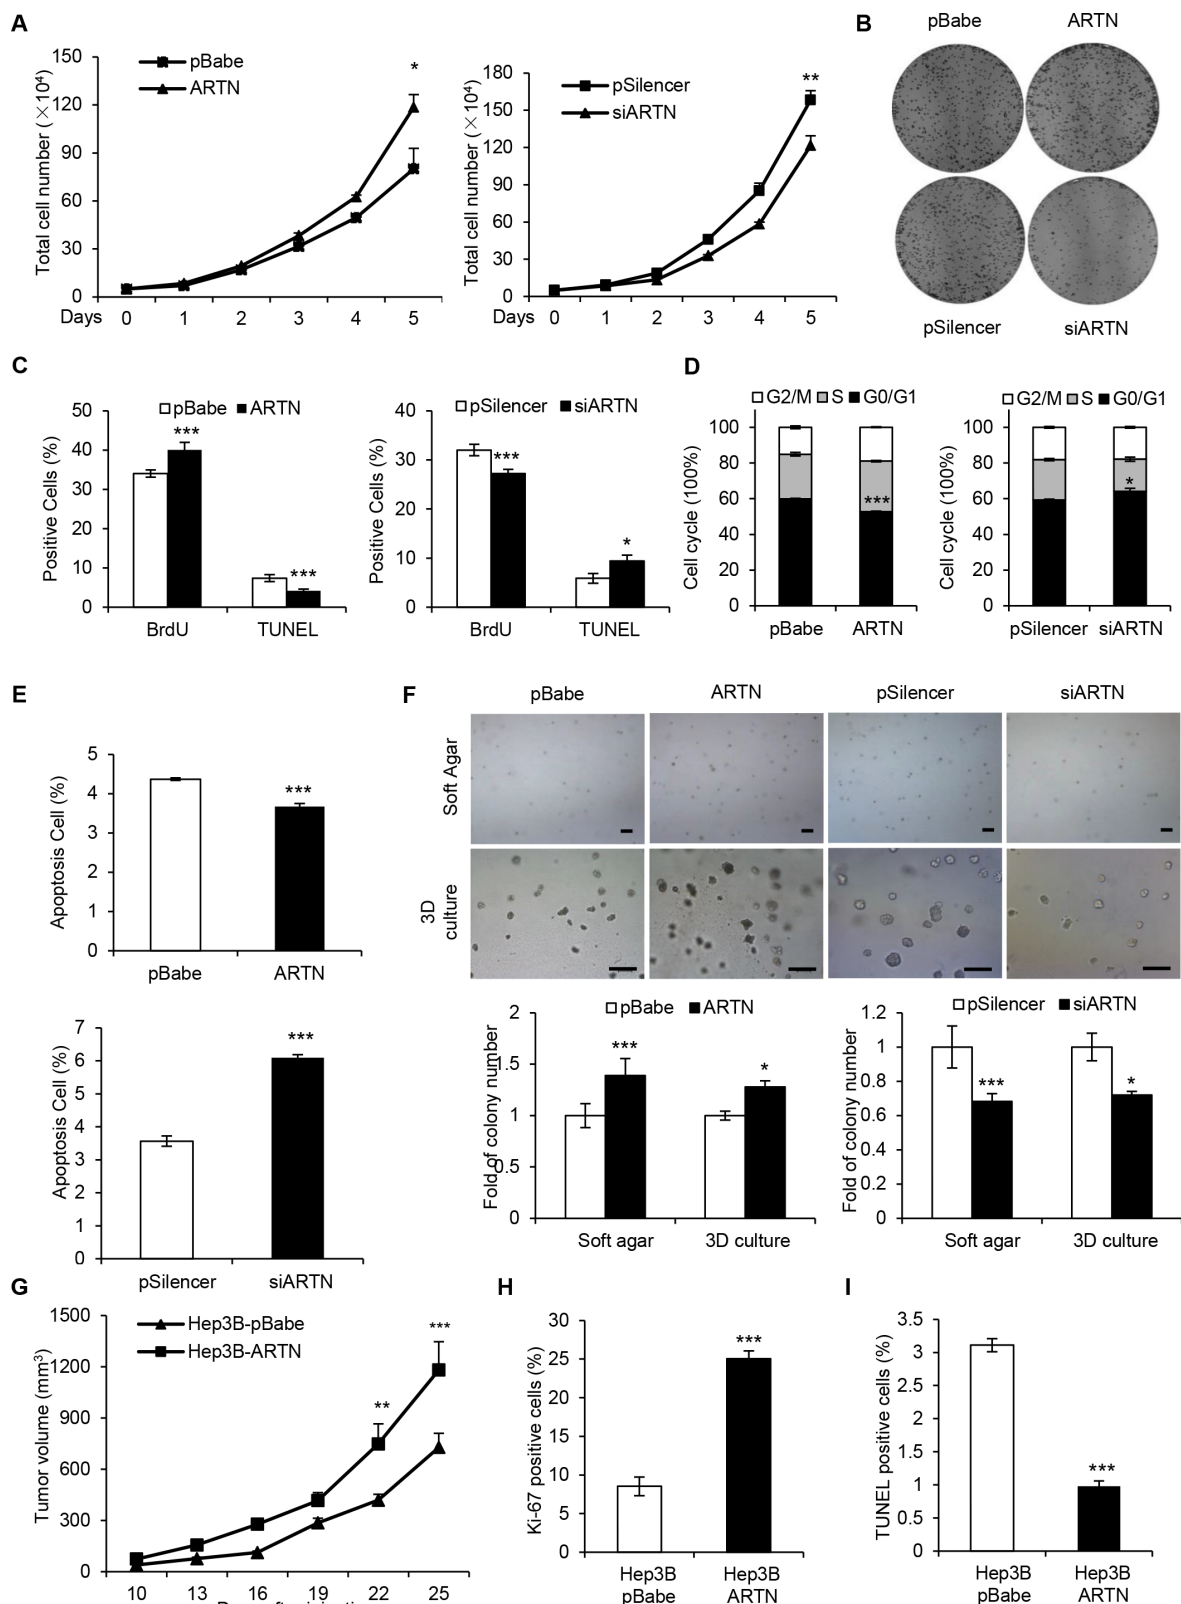 A
B
pBabe
ARTN
150
120
90
60
30
0
Total cell number (×10⁴)
pBabe
ARTN
*
Days
0 1 2 3 4 5
180
150
120
90
60
30
0
Total cell number (×10⁴)
pSilencer
siARTN
**
Days
0 1 2 3 4 5
pSilencer
siARTN
C
D
50
40
30
20
10
0
Positive Cells (%)
pBabe ARTN
***
***
BrdU TUNEL
40
30
20
10
0
Positive Cells (%)
pSilencer siARTN
***
*
BrdU TUNEL
G2/M S G0/G1
100
80
60
40
20
0
Cell cycle (100%)
***
pBabe ARTN
G2/M S G0/G1
100
80
60
40
20
0
Cell cycle (100%)
*
pSilencer siARTN
E
5
4
3
2
1
0
Apoptosis Cell (%)
***
pBabe ARTN
7
6
5
4
3
2
1
0
Apoptosis Cell (%)
***
pSilencer siARTN
F
pBabe
ARTN
pSilencer
siARTN
Soft Agar
3D
culture
2
1.5
1
0.5
0
Fold of colony number
pBabe ARTN
***
*
Soft agar 3D culture
1.2
1
0.8
0.6
0.4
0.2
0
Fold of colony number
pSilencer siARTN
***
*
Soft agar 3D culture
G
1500
1200
900
600
300
0
Tumor volume (mm³)
Hep3B-pBabe
Hep3B-ARTN
**
***
10 13 16 19 22 25
H
30
25
20
15
10
5
0
Ki-67 positive cells (%)
***
Hep3B
pBabe
Hep3B
ARTN
I
3.5
3
2.5
2
1.5
1
0.5
0
TUNEL positive cells (%)
***
Hep3B
pBabe
Hep3B
ARTN